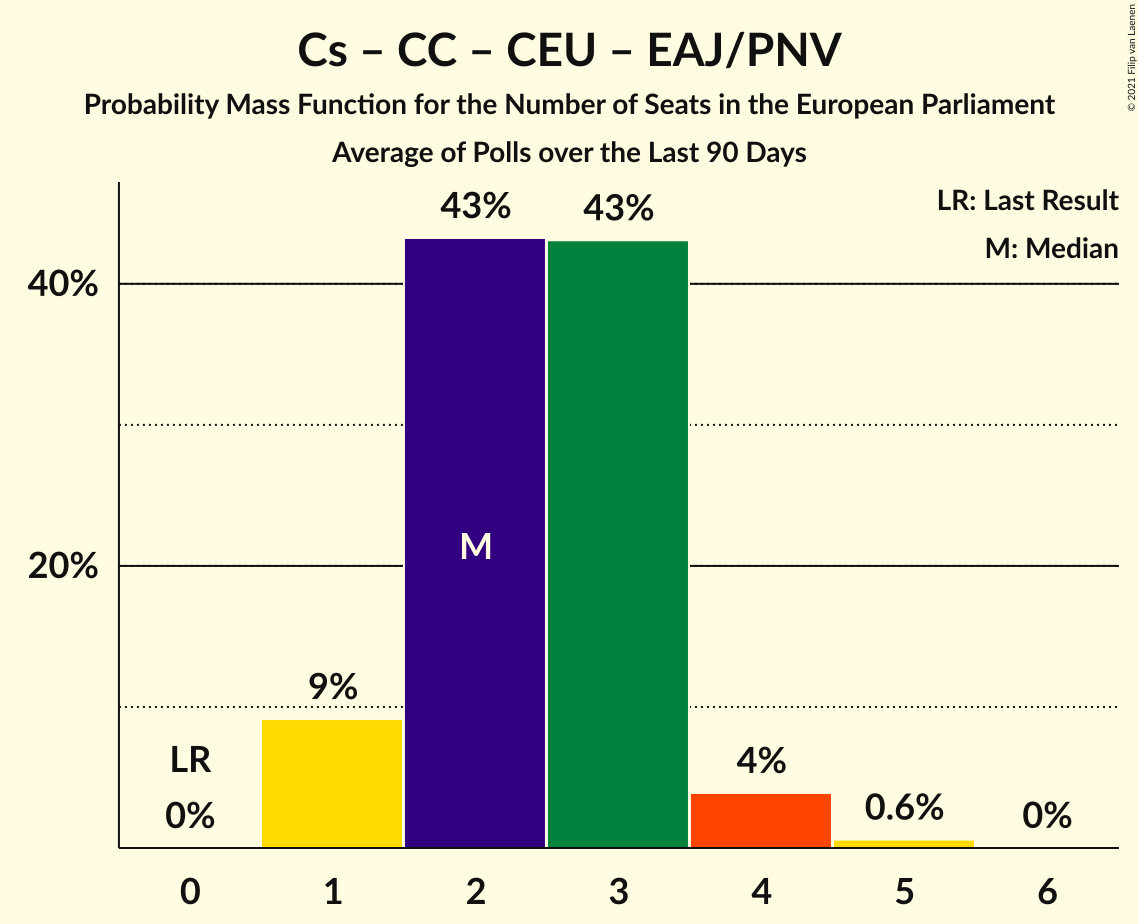 Cs – CC – CEU – EAJ/PNV
Probability Mass Function for the Number of Seats in the European Parliament
Average of Polls over the Last 90 Days
© 2021 Filip van Laenen
LR: Last Result
M: Median
43%
43%
40%
M
20%
9%
LR
4%
0%
0.6%
0%
0 1 2 3 4 5 6